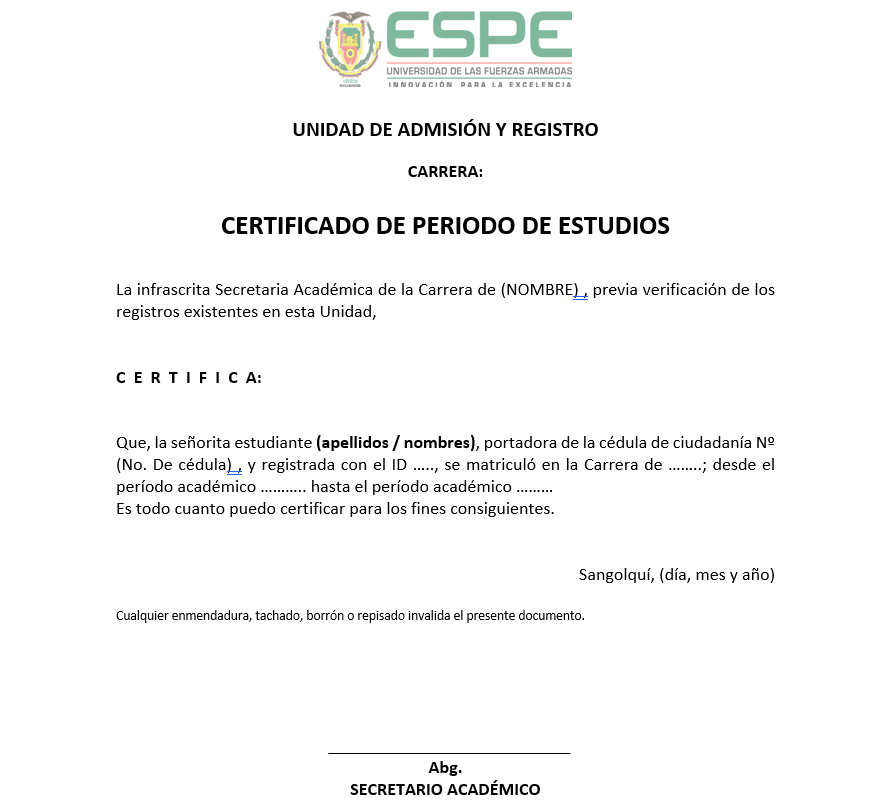 ESPE
UNIVERSIDAD DE LAS FUERZAS ARMADAS
INNOVACIÓN PARA LA EXCELENCIA
ECUADOR
UNIDAD DE ADMISIÓN Y REGISTRO
CARRERA:
CERTIFICADO DE PERIODO DE ESTUDIOS
La infrascrita Secretaria Académica de la Carrera de (NOMBRE) , previa verificación de los
registros existentes en esta Unidad,
C E R T I F I C A:
Que, la señorita estudiante (apellidos / nombres), portadora de la cédula de ciudadanía Nº
(No. De cédula) , y registrada con el ID ....., se matriculó en la Carrera de ........; desde el
período académico ........... hasta el período académico .........
Es todo cuanto puedo certificar para los fines consiguientes.
Sangolquí, (día, mes y año)
Cualquier enmendadura, tachado, borrón o repisado invalida el presente documento.
Abg.
SECRETARIO ACADÉMICO